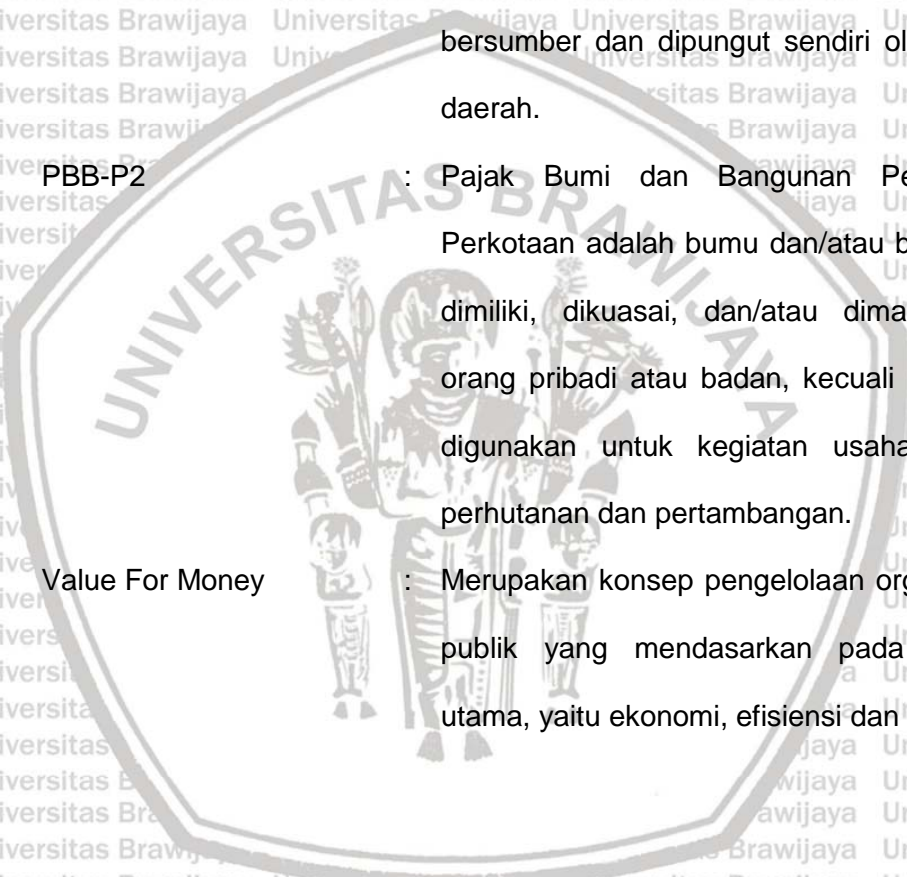 bersumber dan dipungut sendiri ol
daerah.
PBB-P2 : Pajak Bumi dan Bangunan Pe
Perkotaan adalah bumu dan/atau b
dimiliki, dikuasai, dan/atau dima
orang pribadi atau badan, kecuali
digunakan untuk kegiatan usaha
perhutanan dan pertambangan.
Value For Money : Merupakan konsep pengelolaan org
publik yang mendasarkan pada
utama, yaitu ekonomi, efisiensi dan
UNIVERSITAS BRAWIJAYA